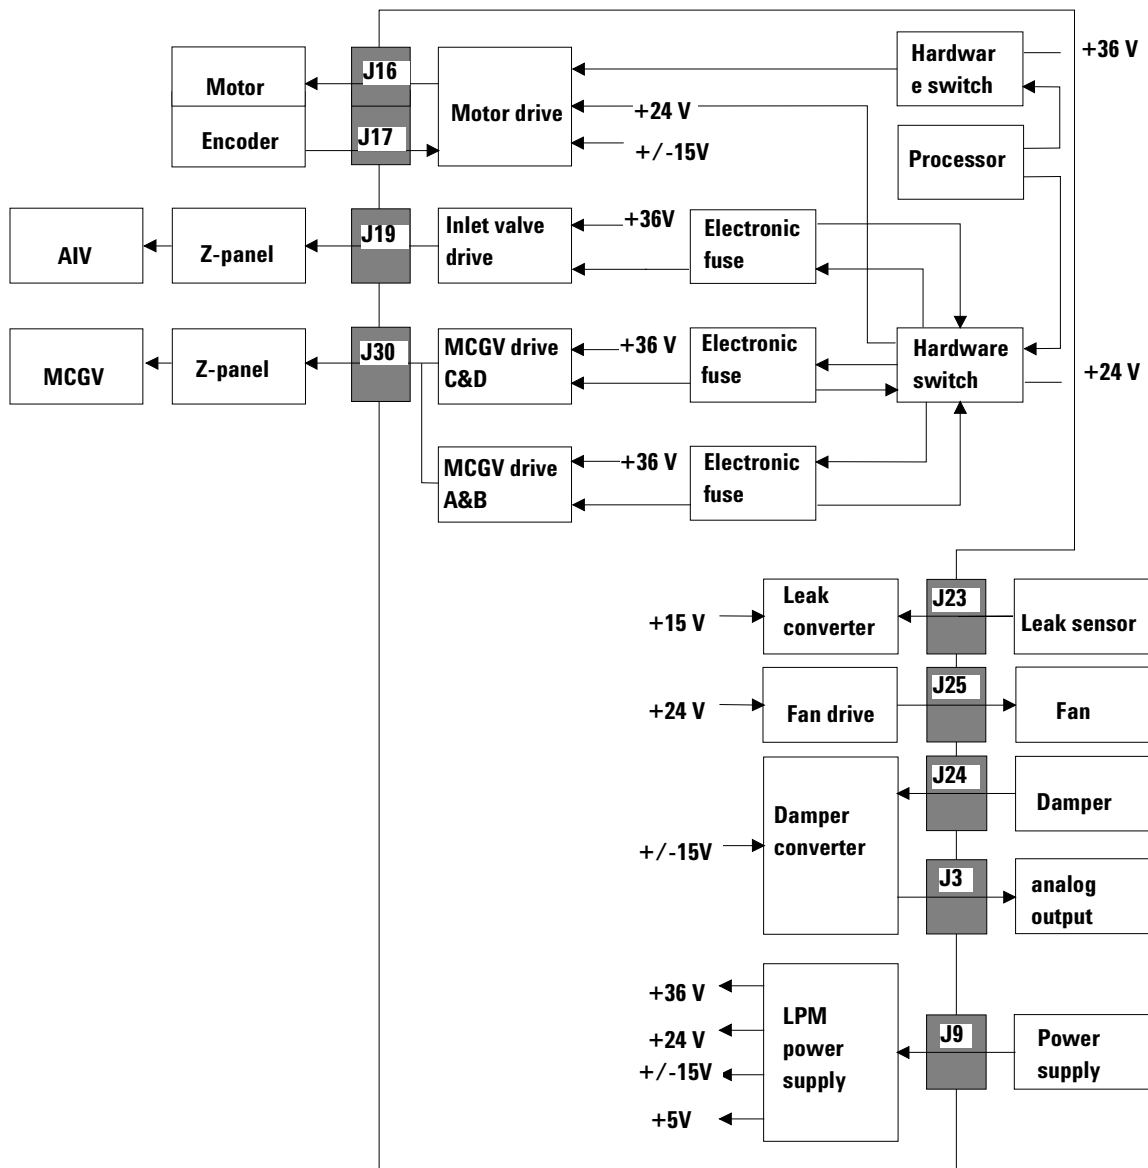 Motor
J16
Motor drive
Hardwar
e switch
+36 V
Encoder
J17
+24 V
+/-15V
Processor
AIV
Z-panel
J19
Inlet valve
drive
+36V
Electronic
fuse
MCGV
Z-panel
J30
MCGV drive
C&D
+36 V
Electronic
fuse
Hardware
switch
+24 V
MCGV drive
A&B
+36 V
Electronic
fuse
+15 V
Leak
converter
J23
Leak sensor
+24 V
Fan drive
J25
Fan
+/-15V
Damper
converter
J24
Damper
J3
analog
output
+36 V
+24 V
+/-15V
+5V
LPM
power
supply
J9
Power
supply